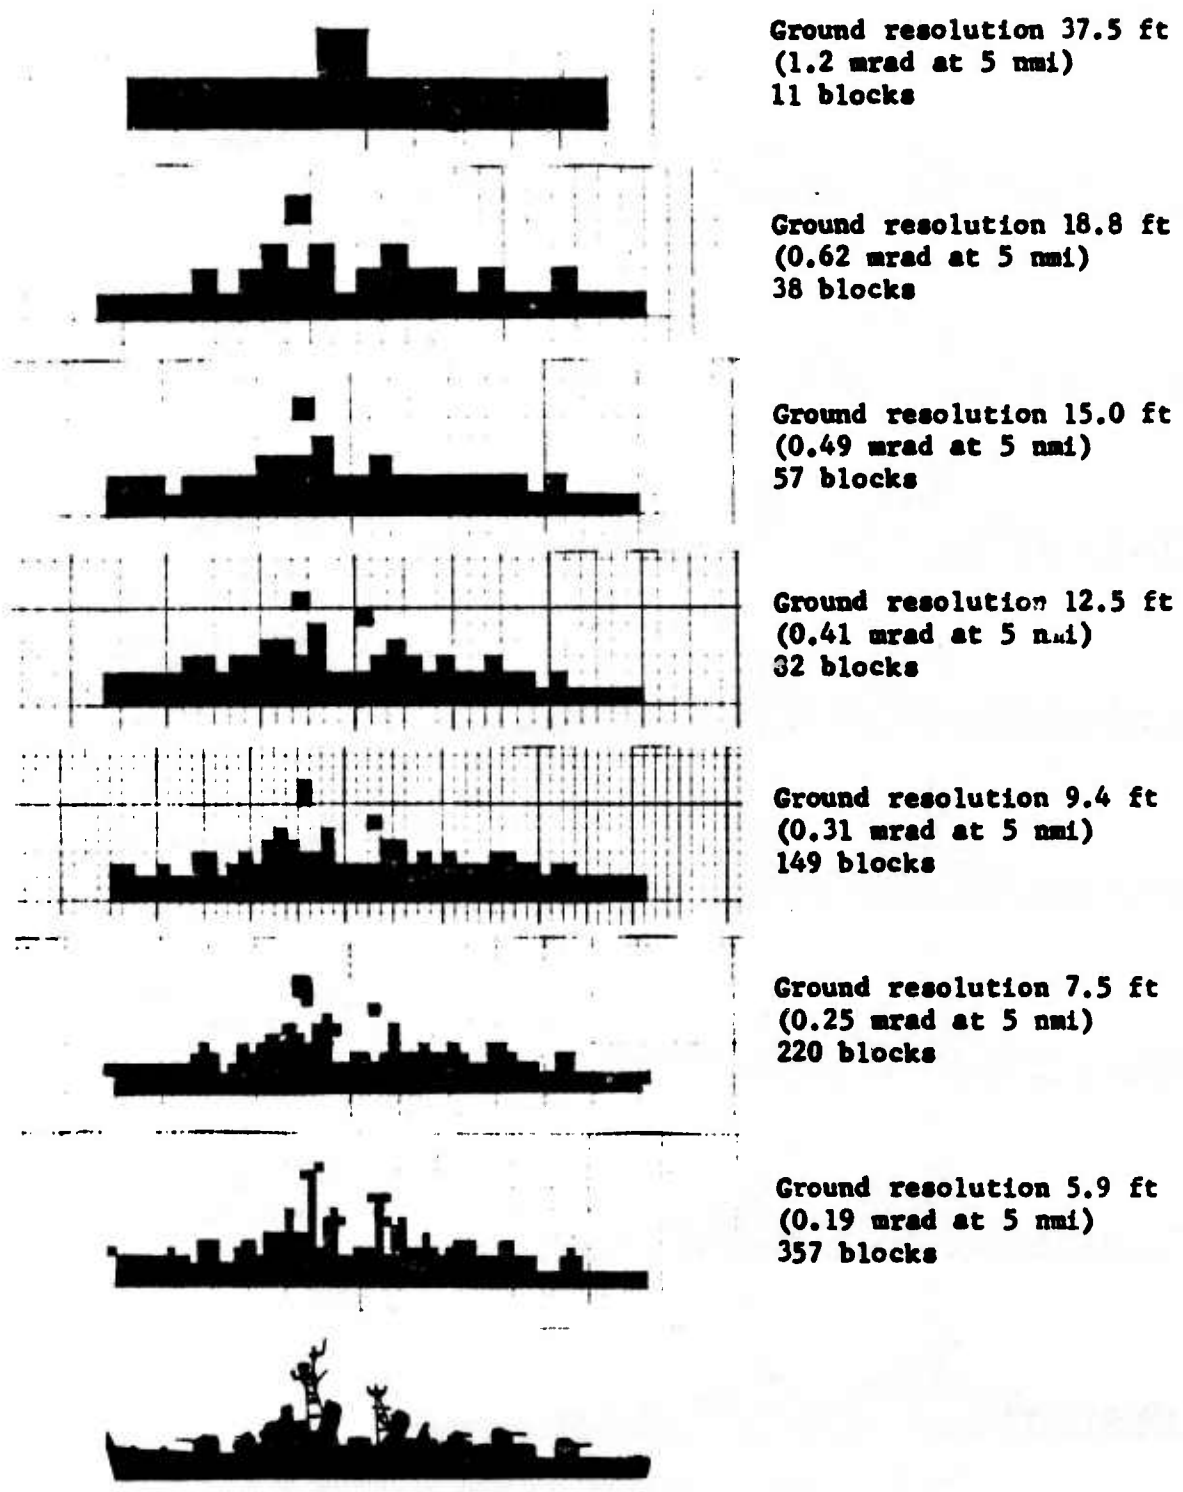 Ground resolution 37.5 ft
(1.2 mrad at 5 nmi)
11 blocks
Ground resolution 18.8 ft
(0.62 mrad at 5 nmi)
38 blocks
Ground resolution 15.0 ft
(0.49 mrad at 5 nmi)
57 blocks
Ground resolution 12.5 ft
(0.41 mrad at 5 nmi)
blocks
Ground resolution 9.4 ft
(0.31 mrad at 5 nmi)
149 blocks
Ground resolution 7.5 ft
(0.25 mrad at 5 nmi)
220 blocks
Ground resolution 5.9 ft
(0.19 mrad at 5 nmi)
357 blocks